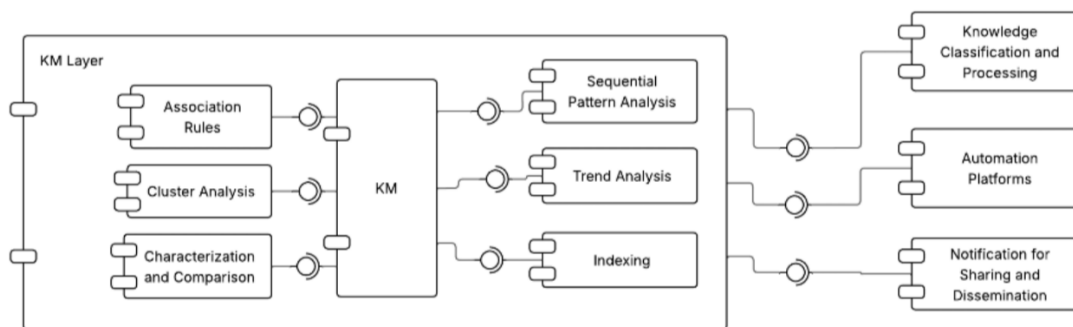 KM Layer
Association
Rules
Cluster Analysis
Characterization
and Comparison
KM
Sequential
Pattern Analysis
Trend Analysis
Indexing
Knowledge
Classification and
Processing
Automation
Platforms
Notification for
Sharing and
Dissemination